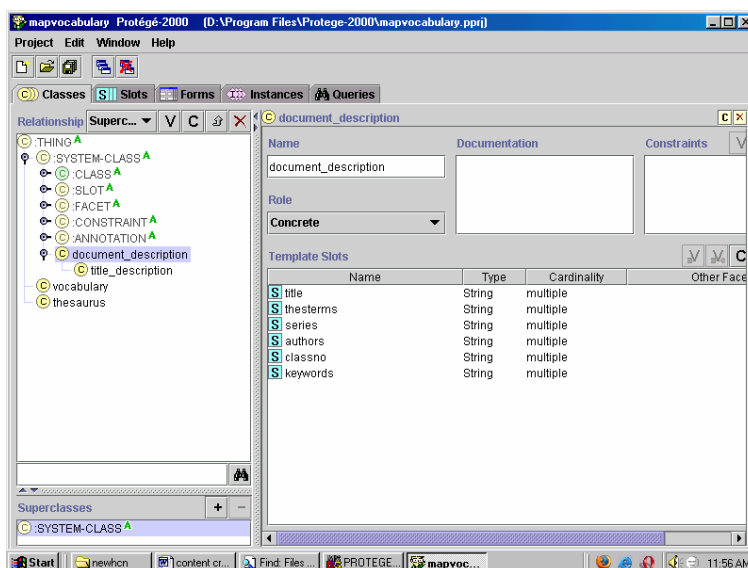 mapvocabulary Protégé-2000 (D:\Program Files\Protege-2000\mapvocabulary.pprj)
Project Edit Window Help
C Classes S Slots Forms Instances Queries
Relationship Superc... V C
C :THING A
C :SYSTEM-CLASS A
C :CLASS A
C :SLOT A
C :FACET A
C :CONSTRAINT A
C :ANNOTATION A
C document_description
C title_description
C vocabulary
C thesaurus
Superclasses + −
C :SYSTEM-CLASS A
C document_description C ×
Name Documentation Constraints V
document_description
Role
Concrete
Template Slots V V C
Name Type Cardinality Other Face
S title String multiple
S thesterms String multiple
S series String multiple
S authors String multiple
S classno String multiple
S keywords String multiple
Start newhcn content cr... Find: Files ... PROTEGE... mapvoc... 11:56 AM